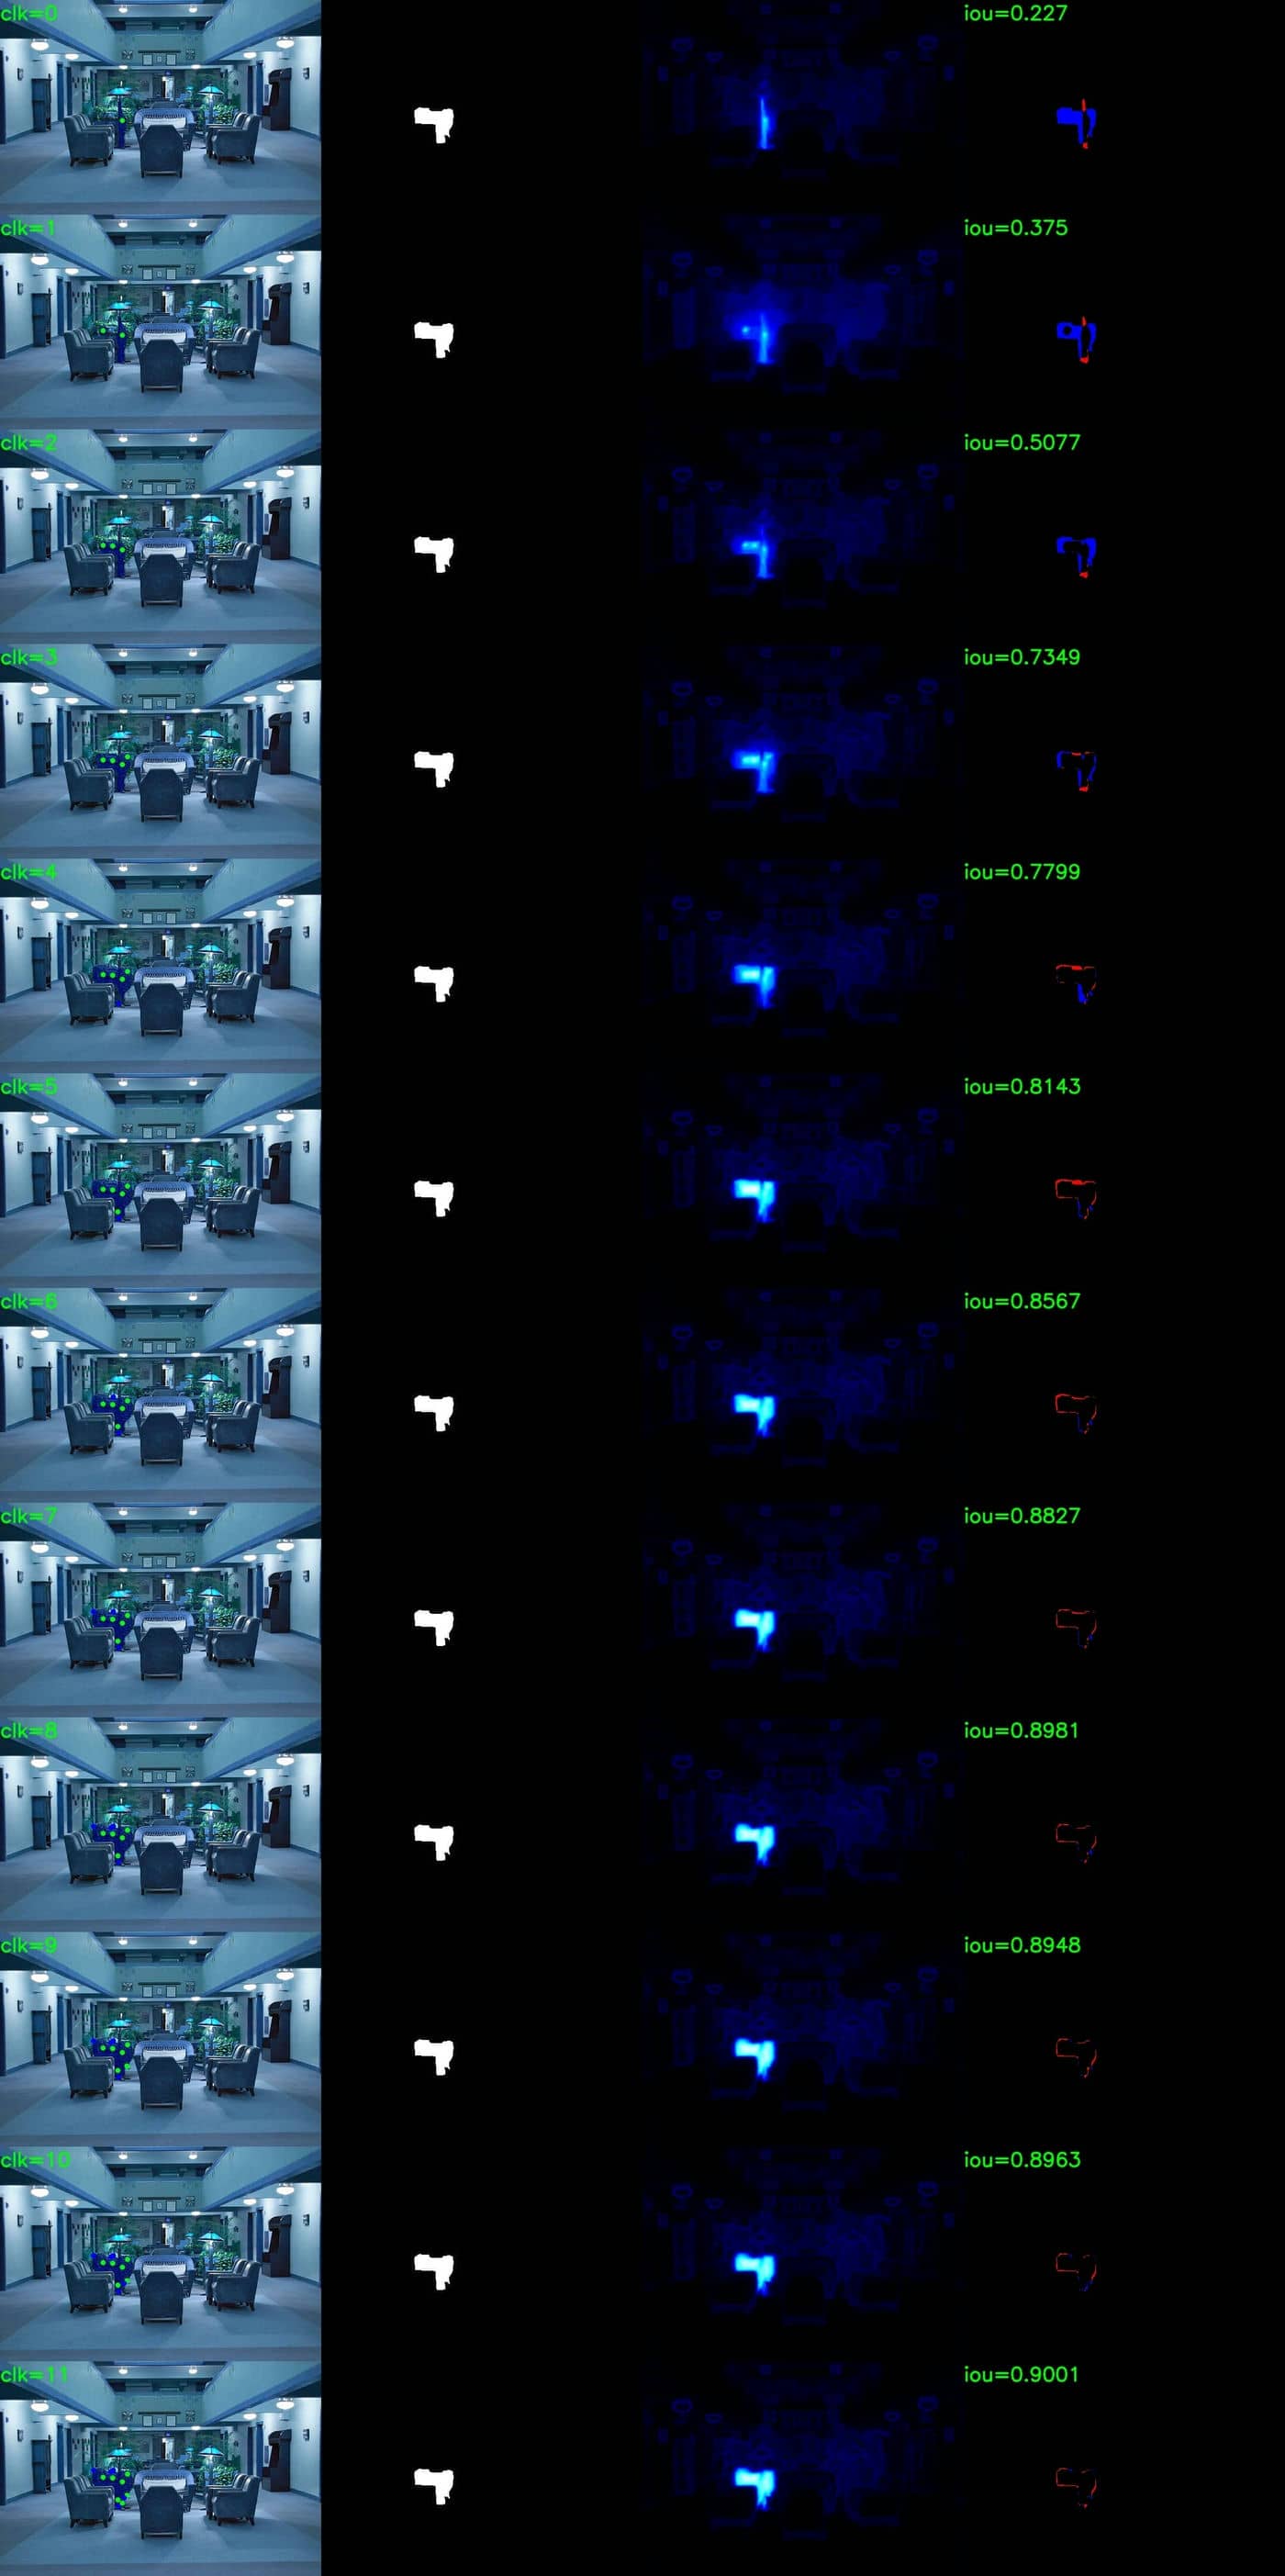 clk=0 iou=0.227
clk=1 iou=0.375
clk=2 iou=0.5077
clk=3 iou=0.7349
clk=4 iou=0.7799
clk=5 iou=0.8143
clk=6 iou=0.8567
clk=7 iou=0.8827
clk=8 iou=0.8981
clk=9 iou=0.8948
clk=10 iou=0.8963
clk=11 iou=0.9001